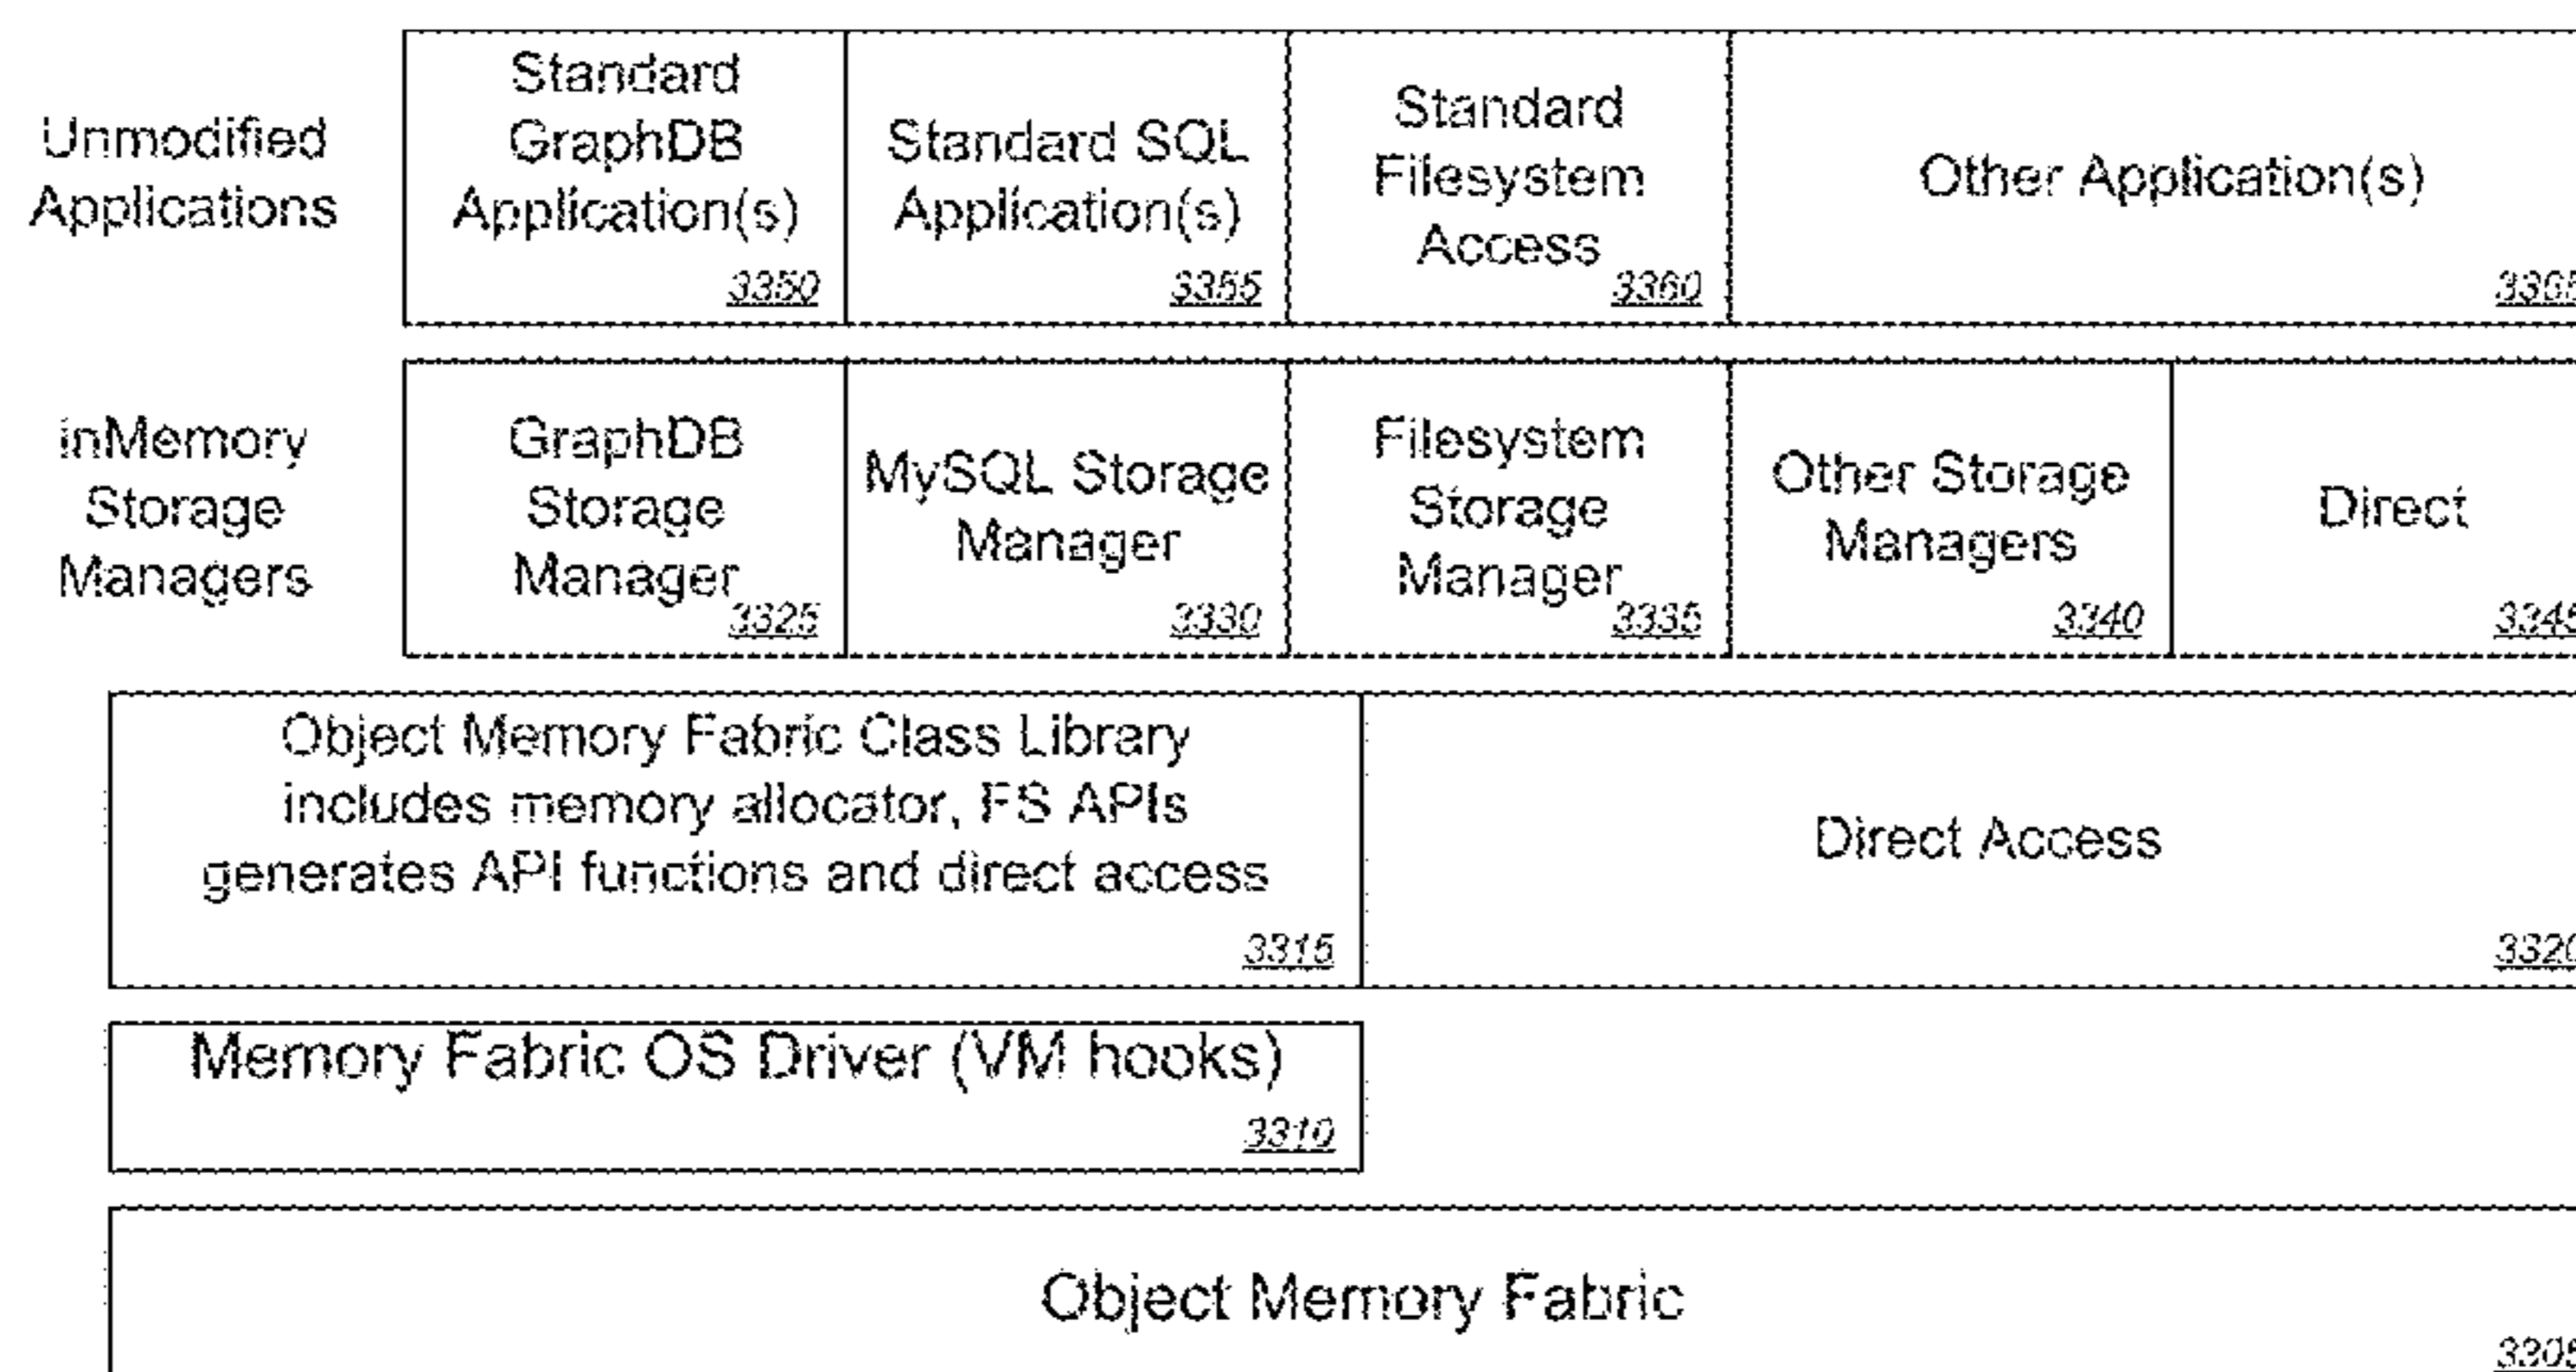 Unmodified
Applications
Standard
GraphDB
Application(s)
3350
Standard SQL
Application(s)
3355
Standard
Filesystem
Access
3360
Other Application(s)
3365
inMemory
Storage
Managers
GraphDB
Storage
Manager
3325
MySQL Storage
Manager
3330
Filesystem
Storage
Manager
3335
Other Storage
Managers
3340
Direct
3345
Object Memory Fabric Class Library
includes memory allocator, FS APIs
generates API functions and direct access
3315
Direct Access
3320
Memory Fabric OS Driver (VM hooks)
3310
Object Memory Fabric